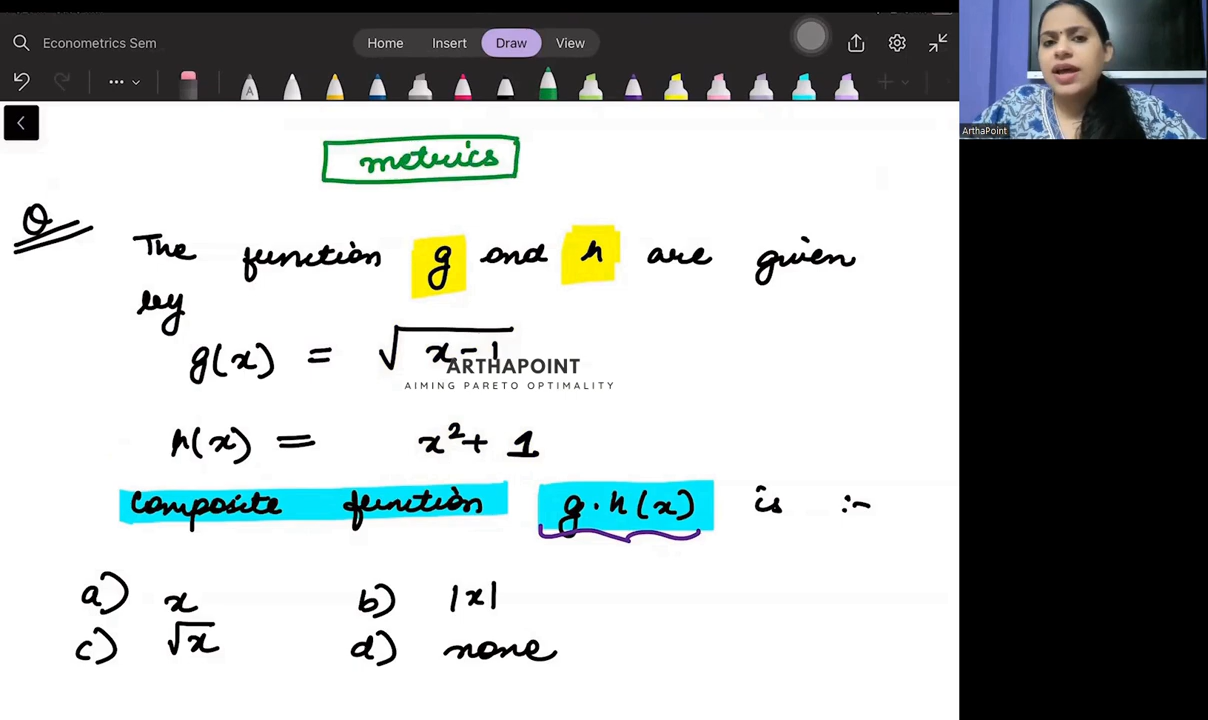 Econometrics Sem
Home Insert Draw View
ArthaPoint
metrics
Q
The function g and h are given
by
g(x) = √x-1
ARTHAPOINT
AIMING PARETO OPTIMALITY
h(x) = x²+ 1
composite function g·h(x) is :-
a) x b) |x|
c) √x d) none